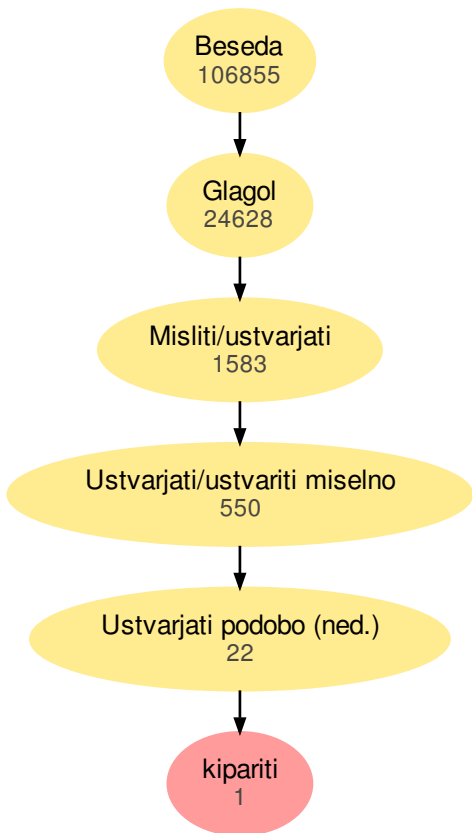 Beseda
106855
Glagol
24628
Misliti/ustvarjati
1583
Ustvarjati/ustvariti miselno
550
Ustvarjati podobo (ned.)
22
kipariti
1